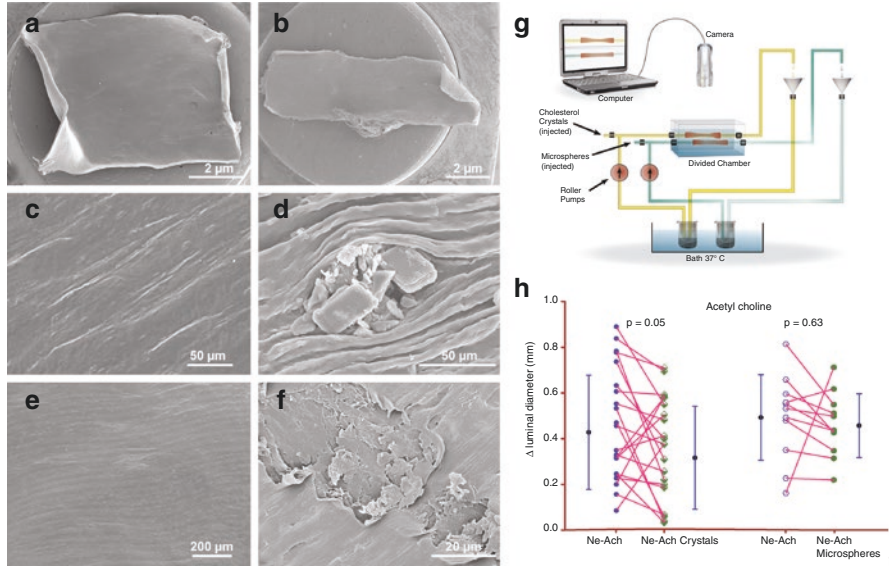 a
2 µm
b
2 µm
c
50 µm
d
50 µm
e
200 µm
f
20 µm
g
Camera
Computer
Cholesterol
Crystals
(injected)
Microspheres
(injected)
Divided Chamber
Roller
Pumps
Bath 37° C
h
Acetyl choline
p = 0.05
p = 0.63
Δ luminal diameter (mm)
1.0
0.8
0.6
0.4
0.2
0.0
Ne-Ach
Ne-Ach Crystals
Ne-Ach
Ne-Ach
Microspheres